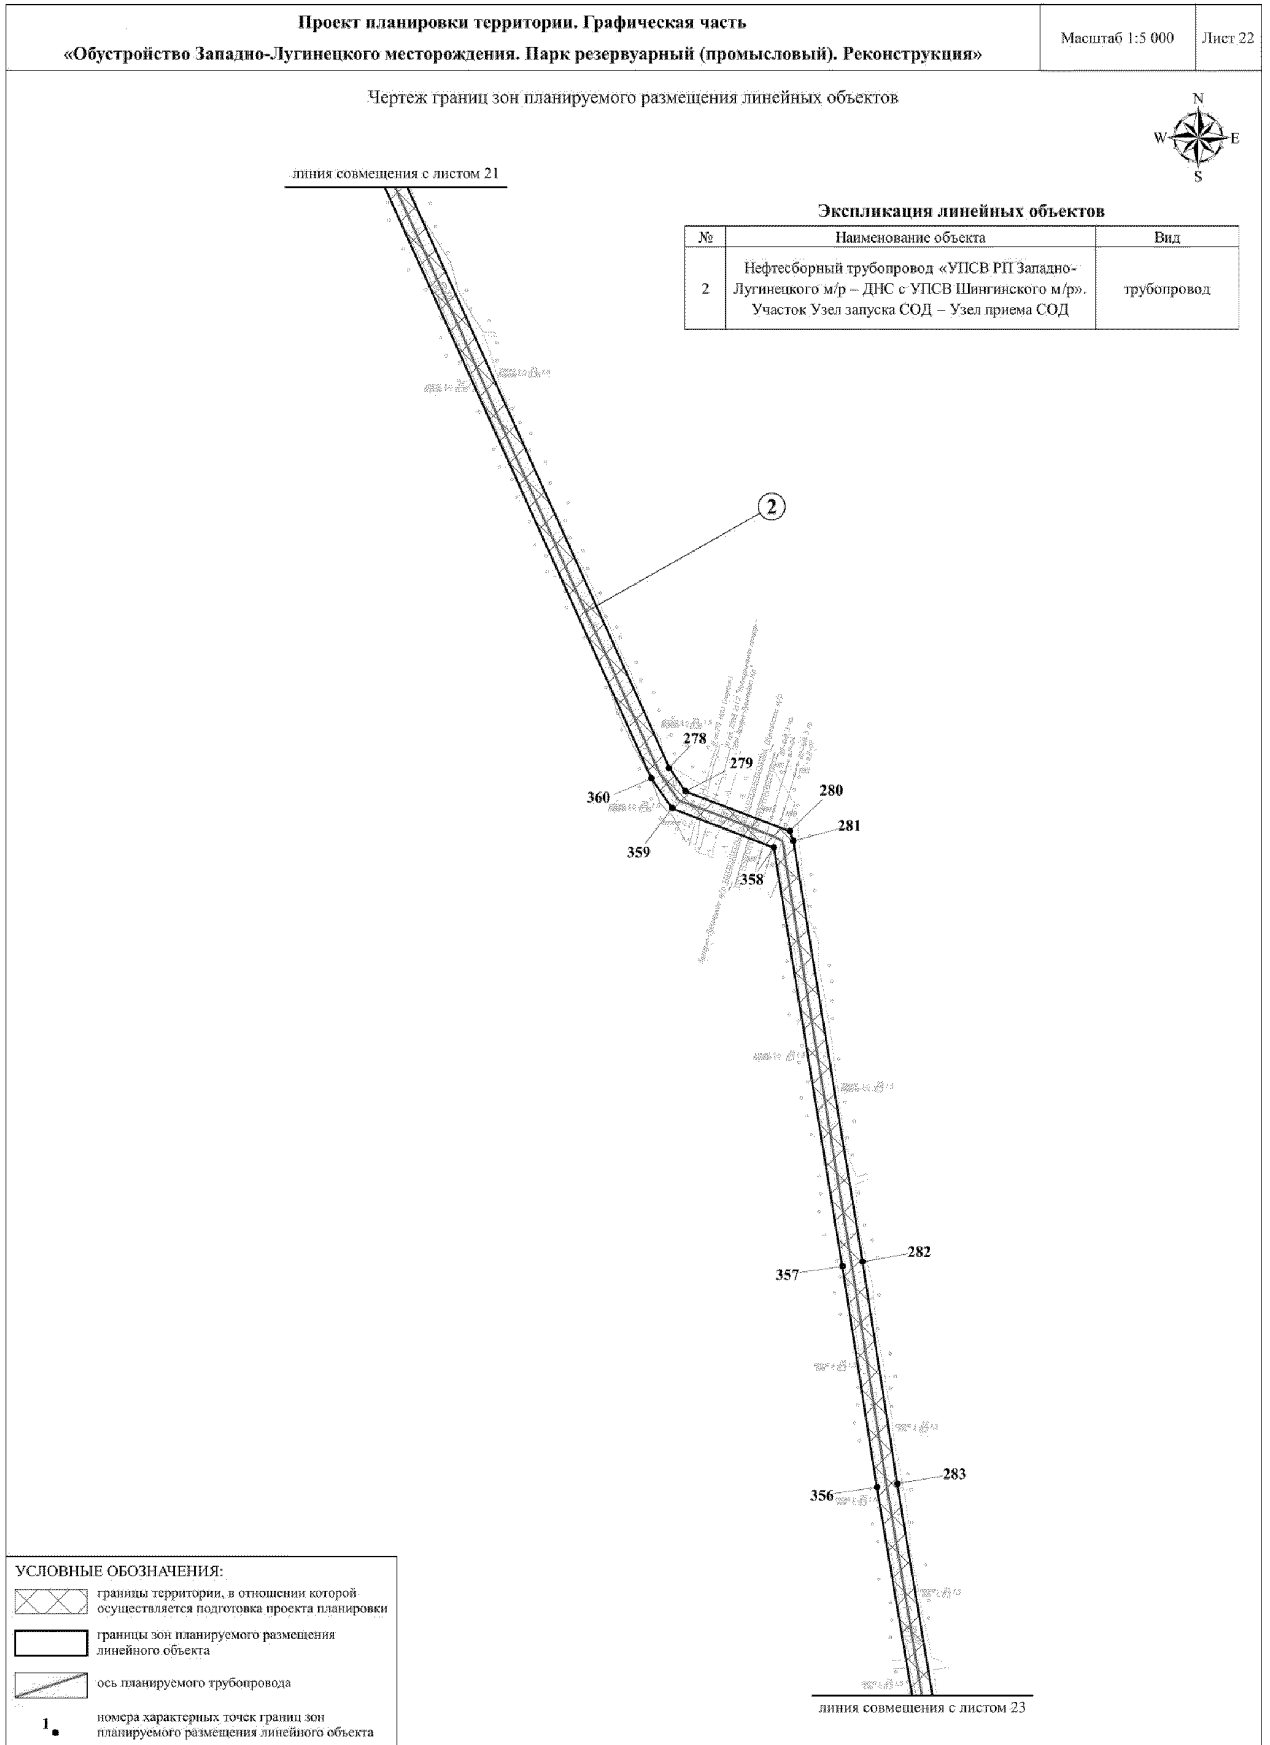 Проект планировки территории. Графическая часть
«Обустройство Западно-Лугинецкого месторождения. Парк резервуарный (промысловый). Реконструкция»
Масштаб 1:5 000
Лист 22
Чертеж границ зон планируемого размещения линейных объектов
N
W
E
S
линия совмещения с листом 21
Экспликация линейных объектов
№
Наименование объекта
Вид
2
Нефтесборный трубопровод «УПСВ РП Западно-
Лугинецкого м/р – ДНС с УПСВ Шингинского м/р».
Участок Узел запуска СОД – Узел приема СОД
трубопровод
2
278
279
360
280
281
359
358
282
357
283
356
УСЛОВНЫЕ ОБОЗНАЧЕНИЯ:
границы территории, в отношении которой
осуществляется подготовка проекта планировки
границы зон планируемого размещения
линейного объекта
ось планируемого трубопровода
1
номера характерных точек границ зон
планируемого размещения линейного объекта
линия совмещения с листом 23